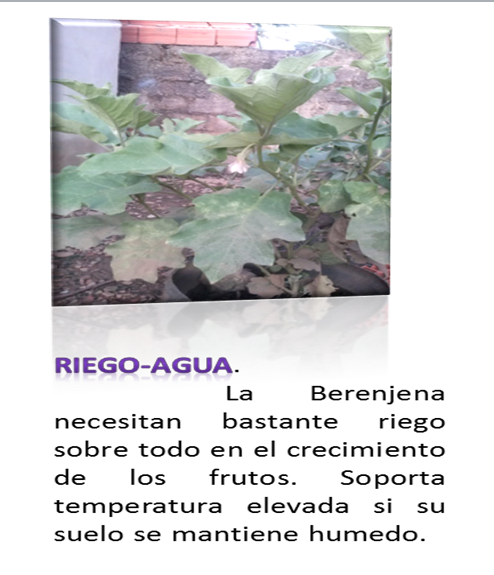 RIEGO-AGUA.
La Berenjena
necesitan bastante riego
sobre todo en el crecimiento
de los frutos. Soporta
temperatura elevada si su
suelo se mantiene humedo.